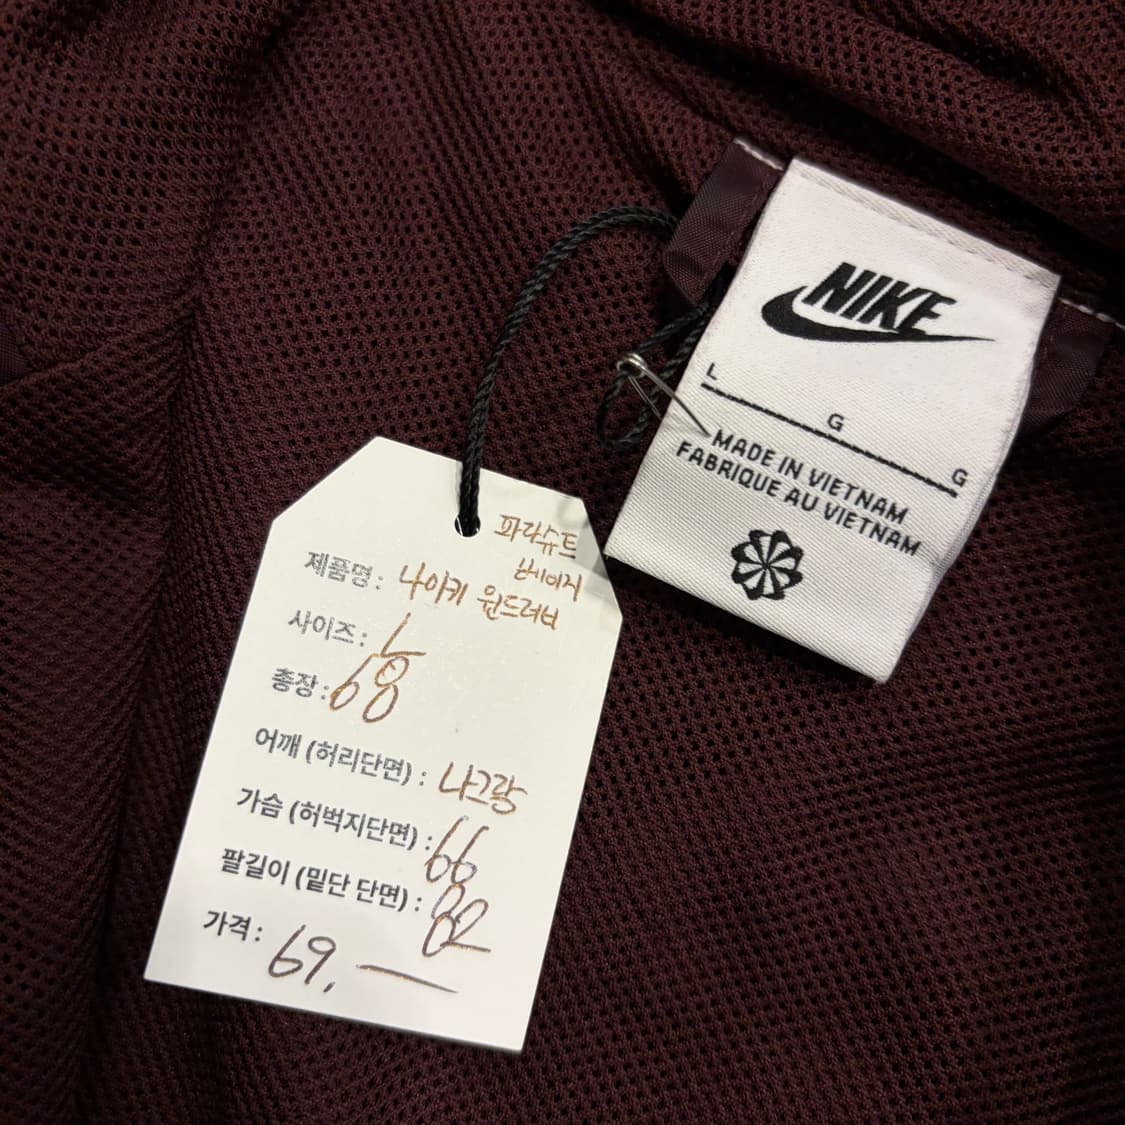 NIKE
L
G
G
MADE IN VIETNAM
FABRIQUE AU VIETNAM
파라슈트
베이지
제품명: 나이키 윈드러너
사이즈: L
총장: 68
어깨 (허리단면) : 나그랑
가슴 (허벅지단면) : 66
팔길이 (밑단 단면) : 82
가격: 69,—